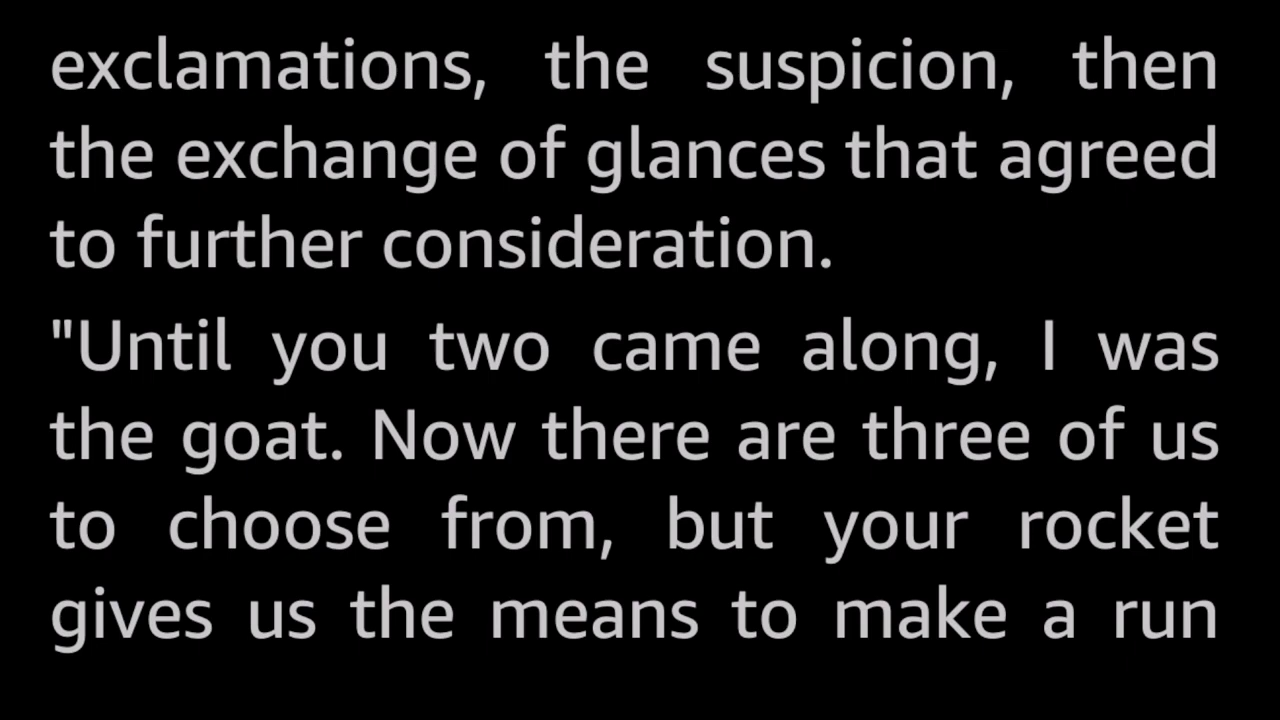 exclamations, the suspicion, then
the exchange of glances that agreed
to further consideration.
"Until you two came along, I was
the goat. Now there are three of us
to choose from, but your rocket
gives us the means to make a run